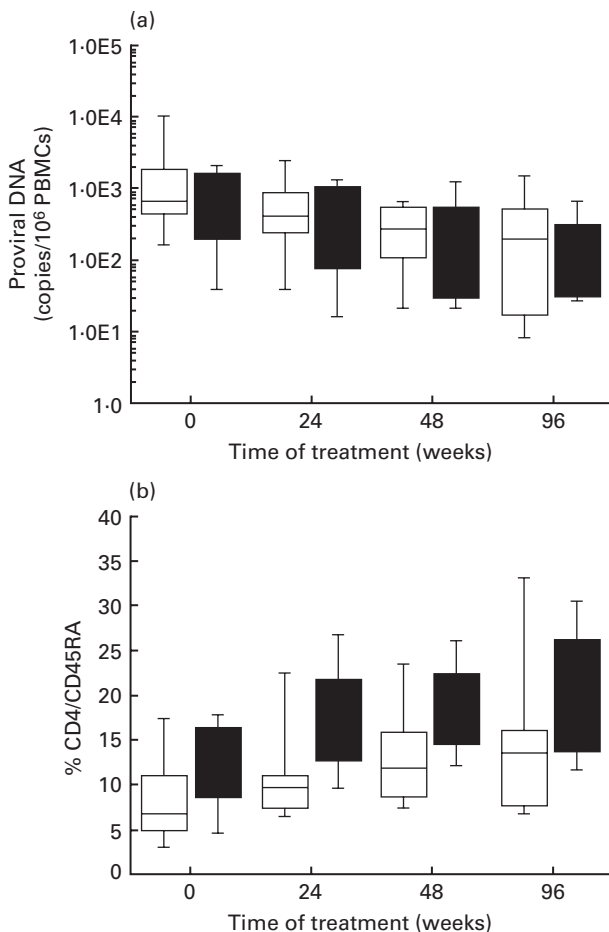 (a)
1·0E5
1·0E4
1·0E3
1·0E2
1·0E1
1·0
Proviral DNA
(copies/10⁶ PBMCs)
0 24 48 96
Time of treatment (weeks)
(b)
40
35
30
25
20
15
10
5
0
% CD4/CD45RA
0 24 48 96
Time of treatment (weeks)